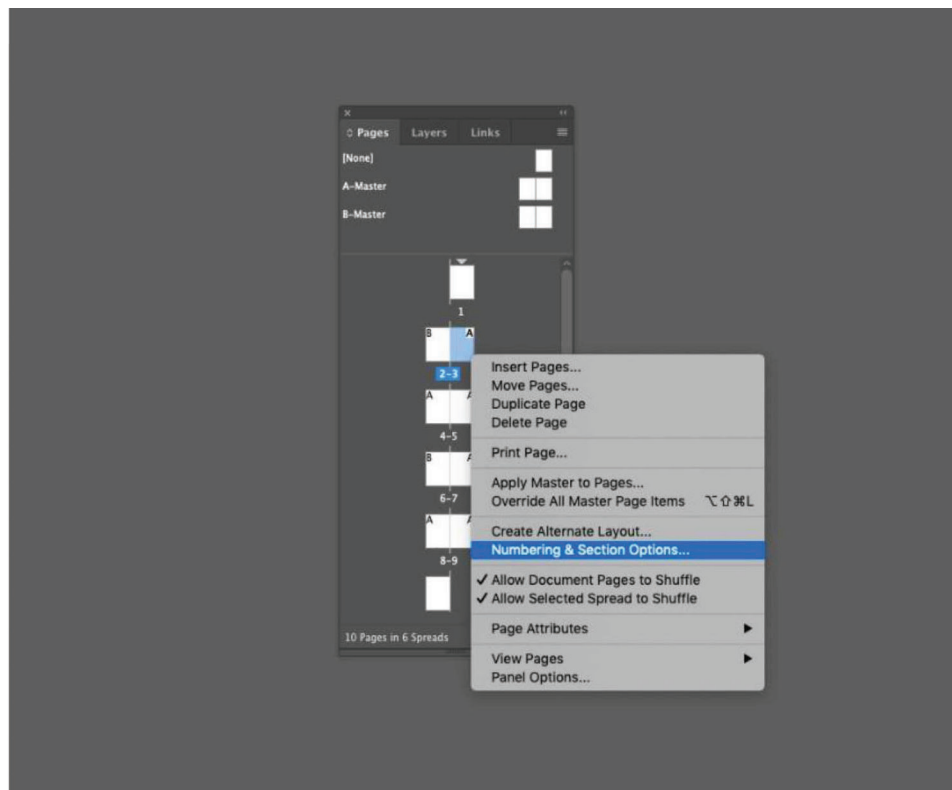 Pages Layers Links
[None]
A-Master
B-Master
1
B A
2-3
A A
4-5
B A
6-7
A A
8-9
10 Pages in 6 Spreads
Insert Pages...
Move Pages...
Duplicate Page
Delete Page
Print Page...
Apply Master to Pages...
Override All Master Page Items ⌥⇧⌘L
Create Alternate Layout...
Numbering & Section Options...
Allow Document Pages to Shuffle
Allow Selected Spread to Shuffle
Page Attributes
View Pages
Panel Options...